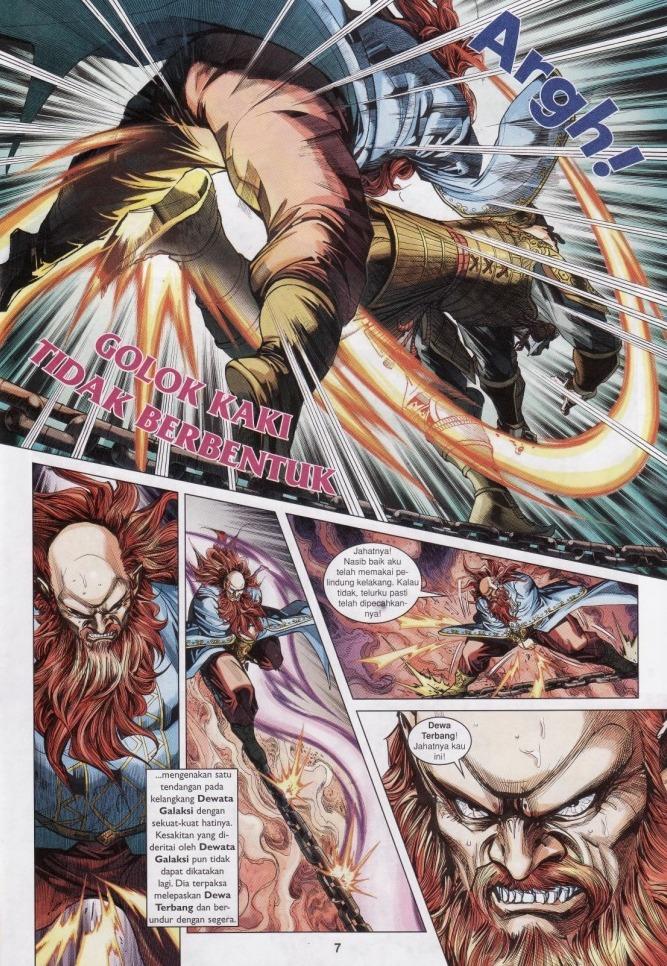 Argh!
GOLOK KAKI
TIDAK BERBENTUK
Jahatnya!
Nasib baik aku
telah memakai pe-
lindung kelakang. Kalau
tidak, telurku pasti
telah dipecahkan-
nya!
Dewa
Terbang!
Jahatnya kau
ini!
...mengenakan satu
tendangan pada
kelangkang Dewata
Galaksi dengan
sekuat-kuat hatinya.
Kesakitan yang di-
deritai oleh Dewata
Galaksi pun tidak
dapat dikatakan
lagi. Dia terpaksa
melepaskan Dewa
Terbang dan ber-
undur dengan segera.
7